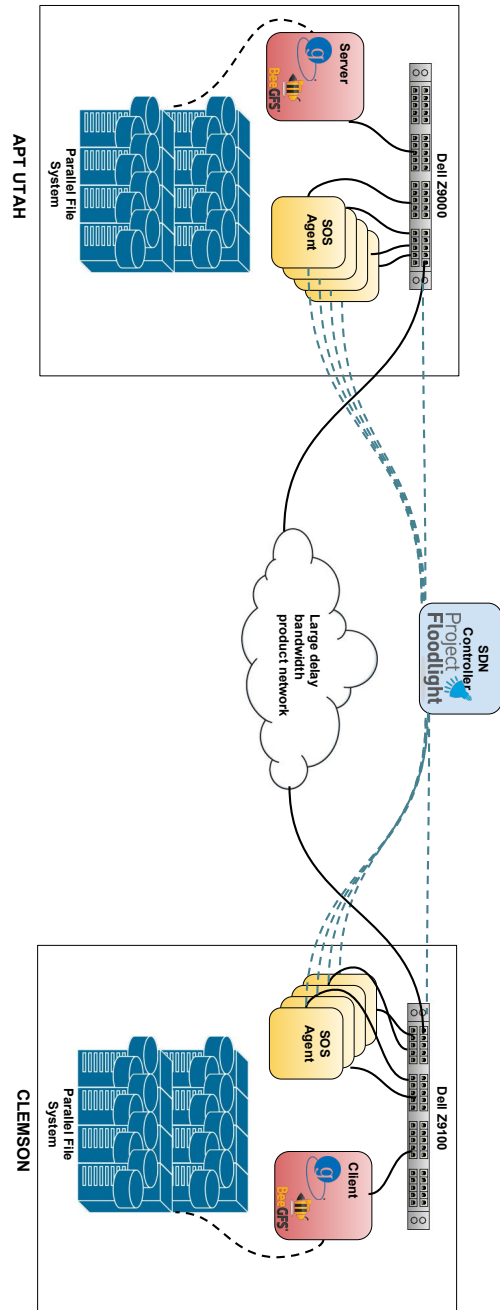 Dell Z9000
Server
g
BeeGFS®
SOS
Agent
Parallel File
System
APT UTAH
SDN
Controller
Project
Floodlight
Large delay
bandwidth
product network
Dell Z9100
SOS
Agent
Client
g
BeeGFS®
Parallel File
System
CLEMSON